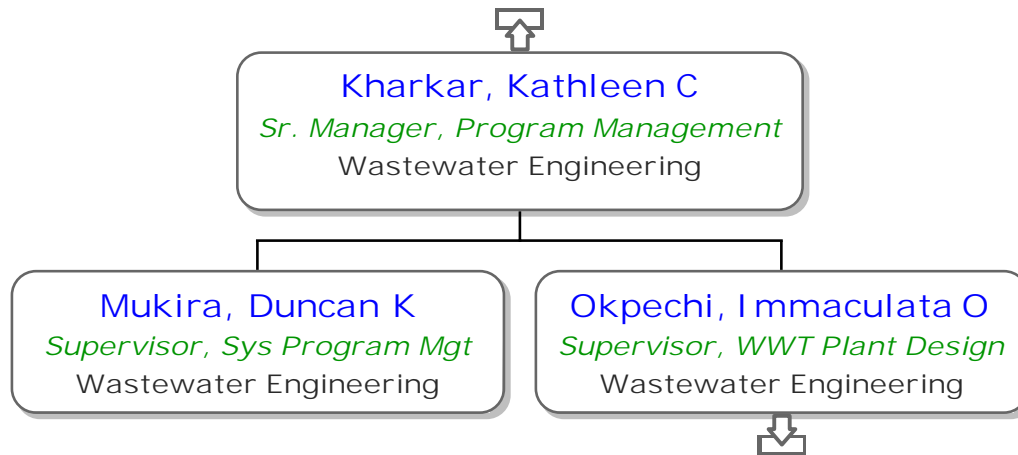 Kharkar, Kathleen C
Sr. Manager, Program Management
Wastewater Engineering
Mukira, Duncan K
Supervisor, Sys Program Mgt
Wastewater Engineering
Okpechi, Immaculata O
Supervisor, WWT Plant Design
Wastewater Engineering